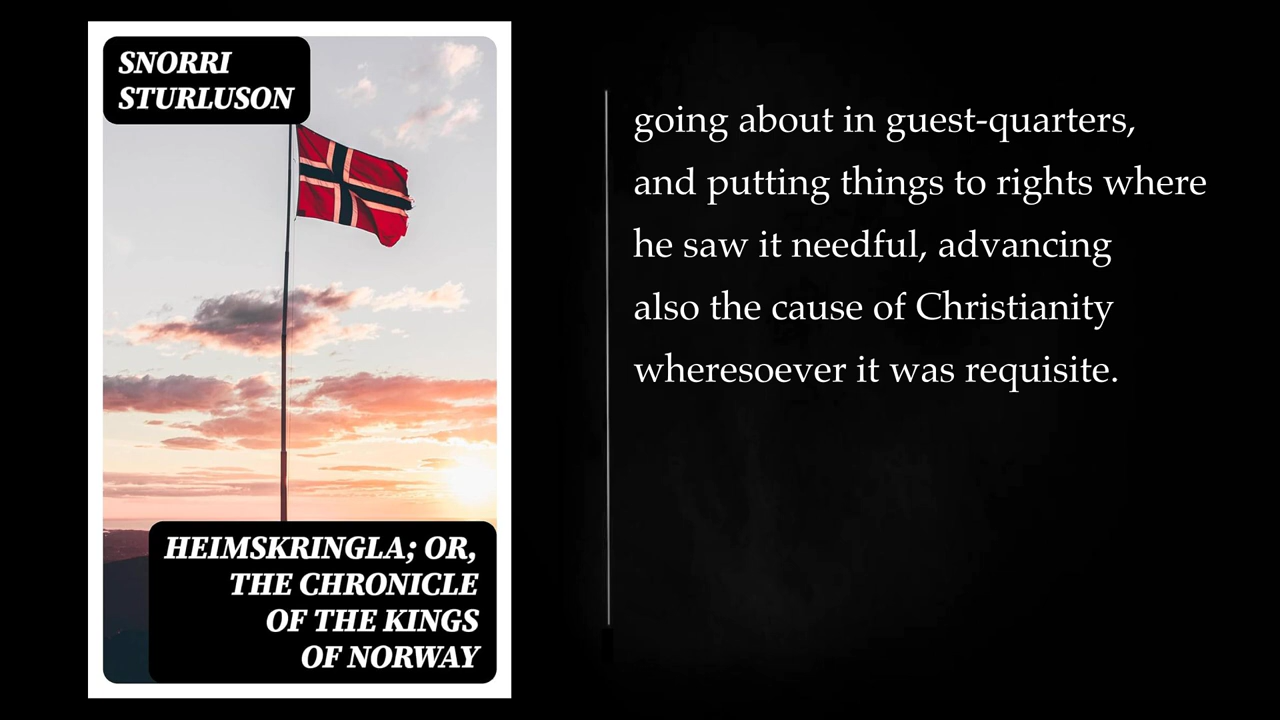 SNORRI
STURLUSON
HEIMSKRINGLA; OR,
THE CHRONICLE
OF THE KINGS
OF NORWAY
going about in guest-quarters,
and putting things to rights where
he saw it needful, advancing
also the cause of Christianity
wheresoever it was requisite.